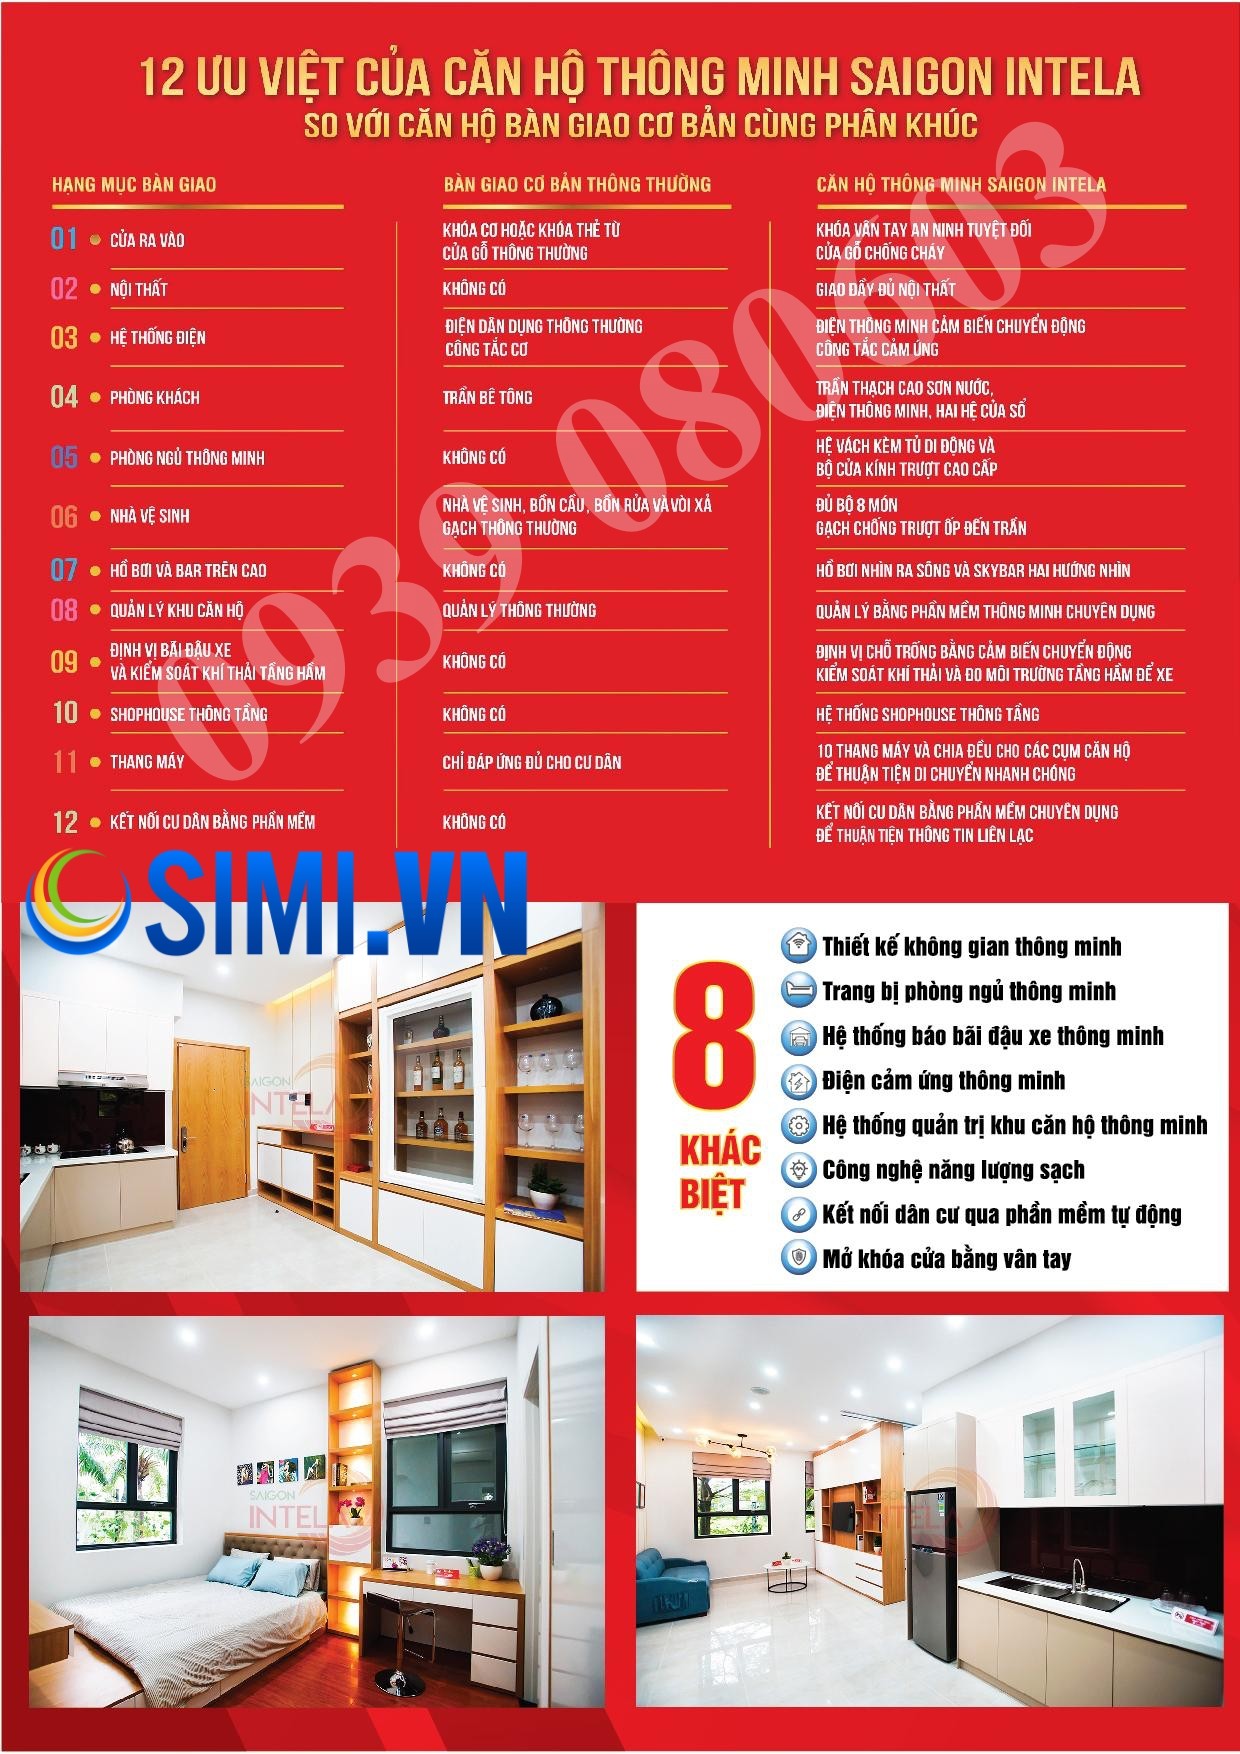 12 ƯU VIỆT CỦA CĂN HỘ THÔNG MINH SAIGON INTELA
SO VỚI CĂN HỘ BÀN GIAO CƠ BẢN CÙNG PHÂN KHÚC
HẠNG MỤC BÀN GIAO
BÀN GIAO CƠ BẢN THÔNG THƯỜNG
CĂN HỘ THÔNG MINH SAIGON INTELA
01 • CỬA RA VÀO
KHÓA CƠ HOẶC KHÓA THẺ TỪ
CỬA GỖ THÔNG THƯỜNG
KHÓA VÂN TAY AN NINH TUYỆT ĐỐI
CỬA GỖ CHỐNG CHÁY
02 • NỘI THẤT
KHÔNG CÓ
GIAO ĐẦY ĐỦ NỘI THẤT
03 • HỆ THỐNG ĐIỆN
ĐIỆN DÂN DỤNG THÔNG THƯỜNG
CÔNG TẮC CƠ
ĐIỆN THÔNG MINH CẢM BIẾN CHUYỂN ĐỘNG
CÔNG TẮC CẢM ỨNG
04 • PHÒNG KHÁCH
TRẦN BÊ TÔNG
TRẦN THẠCH CAO SƠN NƯỚC,
ĐIỆN THÔNG MINH, HAI HỆ CỬA SỔ
05 • PHÒNG NGỦ THÔNG MINH
KHÔNG CÓ
HỆ VÁCH KÈM TỦ DI ĐỘNG VÀ
BỘ CỬA KÍNH TRƯỢT CAO CẤP
06 • NHÀ VỆ SINH
NHÀ VỆ SINH, BỒN CẦU, BỒN RỬA VÀ VÒI XẢ
GẠCH THÔNG THƯỜNG
ĐỦ BỘ 8 MÓN
GẠCH CHỐNG TRƯỢT ỐP ĐẾN TRẦN
07 • HỒ BƠI VÀ BAR TRÊN CAO
KHÔNG CÓ
HỒ BƠI NHÌN RA SÔNG VÀ SKYBAR HAI HƯỚNG NHÌN
08 • QUẢN LÝ KHU CĂN HỘ
QUẢN LÝ THÔNG THƯỜNG
QUẢN LÝ BẰNG PHẦN MỀM THÔNG MINH CHUYÊN DỤNG
09 • ĐỊNH VỊ BÃI ĐẬU XE
VÀ KIỂM SOÁT KHÍ THẢI TẦNG HẦM
KHÔNG CÓ
ĐỊNH VỊ CHỖ TRỐNG BẰNG CẢM BIẾN CHUYỂN ĐỘNG
KIỂM SOÁT KHÍ THẢI VÀ ĐO MÔI TRƯỜNG TẦNG HẦM ĐỂ XE
10 • SHOPHOUSE THÔNG TẦNG
KHÔNG CÓ
HỆ THỐNG SHOPHOUSE THÔNG TẦNG
11 • THANG MÁY
CHỈ ĐÁP ỨNG ĐỦ CHO CƯ DÂN
10 THANG MÁY VÀ CHIA ĐỀU CHO CÁC CỤM CĂN HỘ
ĐỂ THUẬN TIỆN DI CHUYỂN NHANH CHÓNG
12 • KẾT NỐI CƯ DÂN BẰNG PHẦN MỀM
KHÔNG CÓ
KẾT NỐI CƯ DÂN BẰNG PHẦN MỀM CHUYÊN DỤNG
ĐỂ THUẬN TIỆN THÔNG TIN LIÊN LẠC
0939 080603
SIMI.VN
8
KHÁC
BIỆT
Thiết kế không gian thông minh
Trang bị phòng ngủ thông minh
Hệ thống báo bãi đậu xe thông minh
Điện cảm ứng thông minh
Hệ thống quản trị khu căn hộ thông minh
Công nghệ năng lượng sạch
Kết nối dân cư qua phần mềm tự động
Mở khóa cửa bằng vân tay
SAIGON
INTELA
SAIGON
INTELA
INTELA